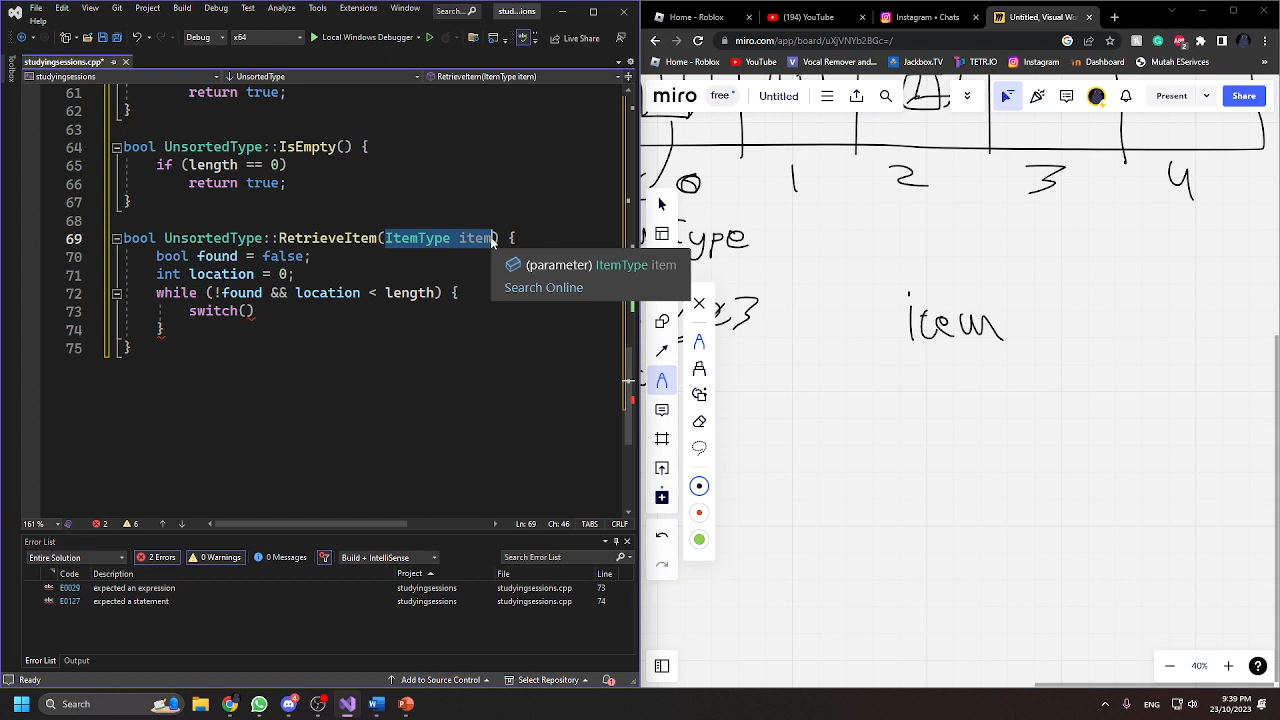 File Edit View Git Project
Build Debug Test Analyze Tools
Extensions Window Help Search
stud...ions
Debug x64 Local Windows Debugger Live Share
studyingsessions.cpp*
studyingsessions UnsortedType RetrieveItem(ItemType item)
61 return true;
62 }
63
64 bool UnsortedType::IsEmpty() {
65 if (length == 0)
66 return true;
67 }
68
69 bool UnsortedType::RetrieveItem(ItemType item) {
70 bool found = false;
71 int location = 0;
72 while (!found && location < length) {
73 switch()
74 }
75 }
(parameter) ItemType item
Search Online
161 % 2 6 Ln: 69 Ch: 46 TABS CRLF
Error List
Entire Solution 2 Errors 0 Warnings 0 Messages Build + IntelliSense Search Error List
Code Description Project File Line
E0029 expected an expression studyingsessions studyingsessions.cpp 73
E0127 expected a statement studyingsessions studyingsessions.cpp 74
Error List Output
Ready Add to Source Control Select Repository
Toolbox
Home - Roblox (194) YouTube Instagram • Chats Untitled, Visual Wo
miro.com/app/board/uXjVNYb2BGc=/
Home - Roblox YouTube Vocal Remover and... Jackbox.TV TETR.IO Instagram Dashboard | Mimo Mutual Derivatives
miro free Untitled Present Share
0 1 2 3 4
Type
3
item
40%
Search
ENG 9:39 PM
23/10/2023